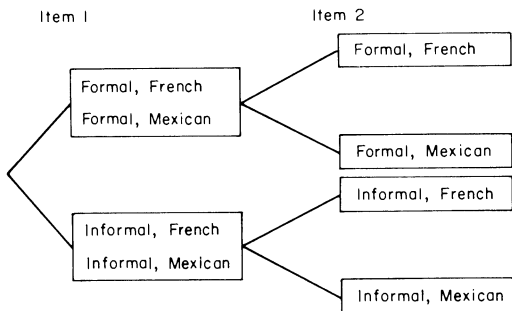 Item 1
Item 2
Formal, French
Formal, Mexican
Informal, French
Informal, Mexican
Formal, French
Formal, Mexican
Informal, French
Informal, Mexican